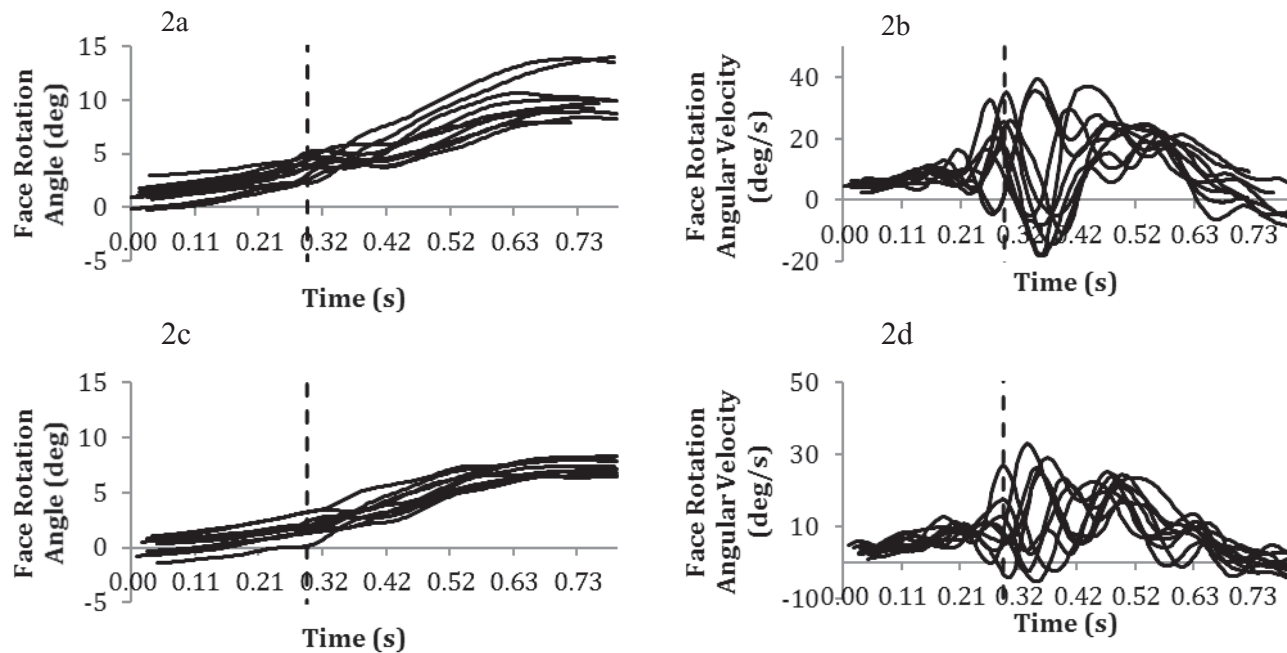 2a
Face Rotation
Angle (deg)
15
10
5
0
-5
0.00 0.11 0.21 0.32 0.42 0.52 0.63 0.73
Time (s)
2b
Face Rotation
Angular Velocity
(deg/s)
40
20
0
-20
0.00 0.11 0.21 0.32 0.42 0.52 0.63 0.73
Time (s)
2c
Face Rotation
Angle (deg)
15
10
5
0
-5
0.00 0.11 0.21 0.32 0.42 0.52 0.63 0.73
Time (s)
2d
Face Rotation
Angular Velocity
(deg/s)
50
30
10
-10
0.00 0.11 0.21 0.32 0.42 0.52 0.63 0.73
Time (s)